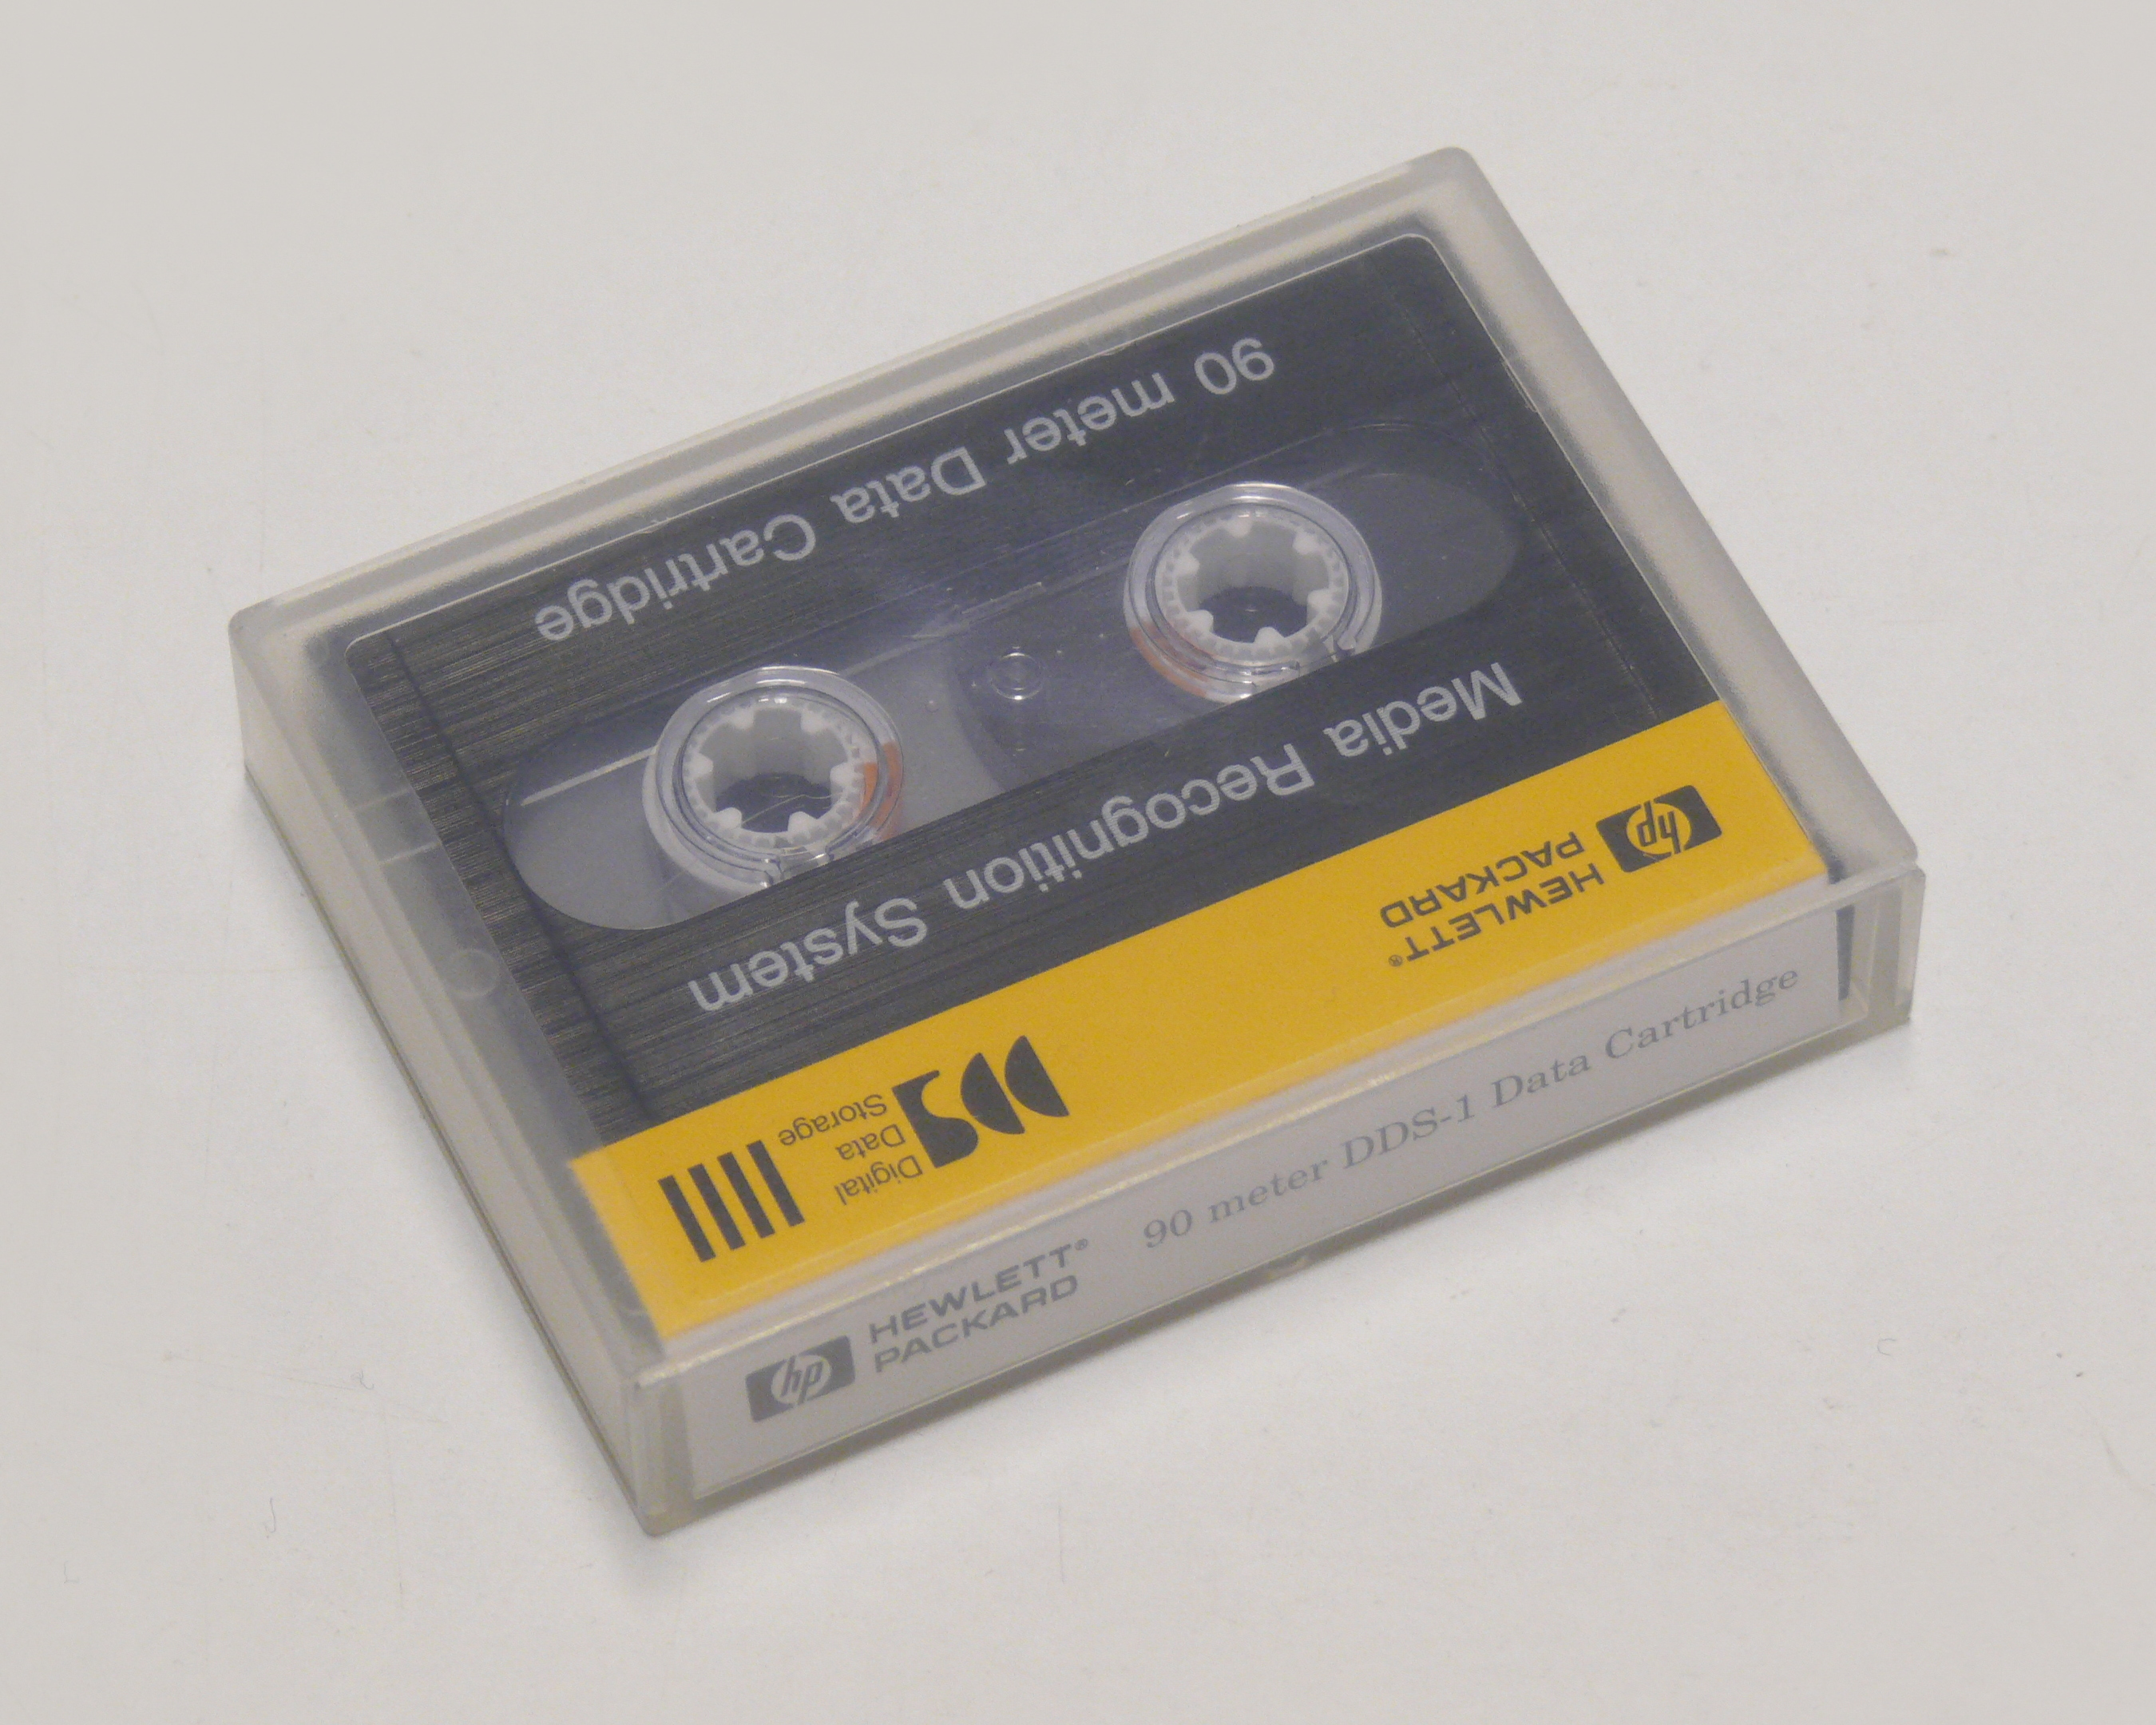 90 meter Data Cartridge
Media Recognition System
hp
HEWLETT®
PACKARD
DDS
Digital
Data
Storage
hp
HEWLETT®
PACKARD
90 meter DDS-1 Data Cartridge